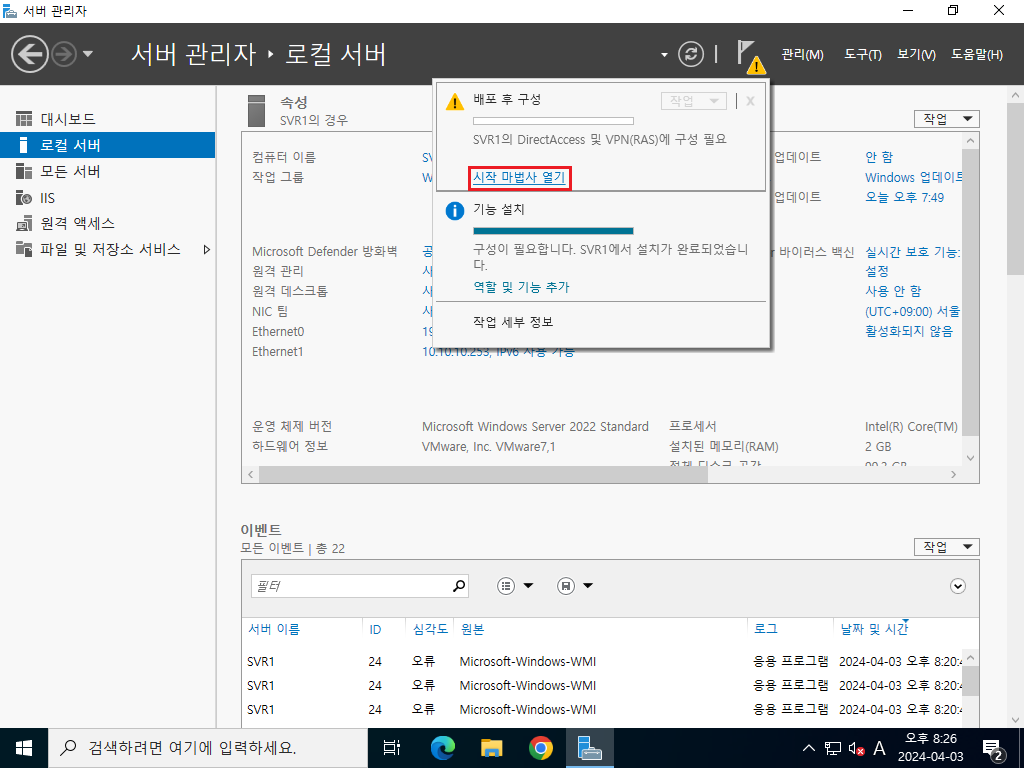 서버 관리자
서버 관리자 · 로컬 서버
관리(M) 도구(T) 보기(V) 도움말(H)
대시보드
로컬 서버
모든 서버
IIS
원격 액세스
파일 및 저장소 서비스
속성
SVR1의 경우
작업
컴퓨터 이름
작업 그룹
업데이트 안 함
Windows 업데이트
업데이트 오늘 오후 7:49
배포 후 구성
작업
X
SVR1의 DirectAccess 및 VPN(RAS)에 구성 필요
시작 마법사 열기
기능 설치
구성이 필요합니다. SVR1에서 설치가 완료되었습니
다.
역할 및 기능 추가
작업 세부 정보
Microsoft Defender 방화벽
원격 관리
원격 데스크톱
NIC 팀
Ethernet0
Ethernet1 10.10.10.253, IPv6 사용 가능
바이러스 백신 실시간 보호 기능:
설정
사용 안 함
(UTC+09:00) 서울
활성화되지 않음
운영 체제 버전 Microsoft Windows Server 2022 Standard 프로세서 Intel(R) Core(TM)
하드웨어 정보 VMware, Inc. VMware7,1 설치된 메모리(RAM) 2 GB
전체 디스크 공간
이벤트
모든 이벤트 | 총 22
작업
필터
서버 이름 ID 심각도 원본 로그 날짜 및 시간
SVR1 24 오류 Microsoft-Windows-WMI 응용 프로그램 2024-04-03 오후 8:20:
SVR1 24 오류 Microsoft-Windows-WMI 응용 프로그램 2024-04-03 오후 8:20:
SVR1 24 오류 Microsoft-Windows-WMI 응용 프로그램 2024-04-03 오후 8:20:
검색하려면 여기에 입력하세요.
A
오후 8:26
2024-04-03
2